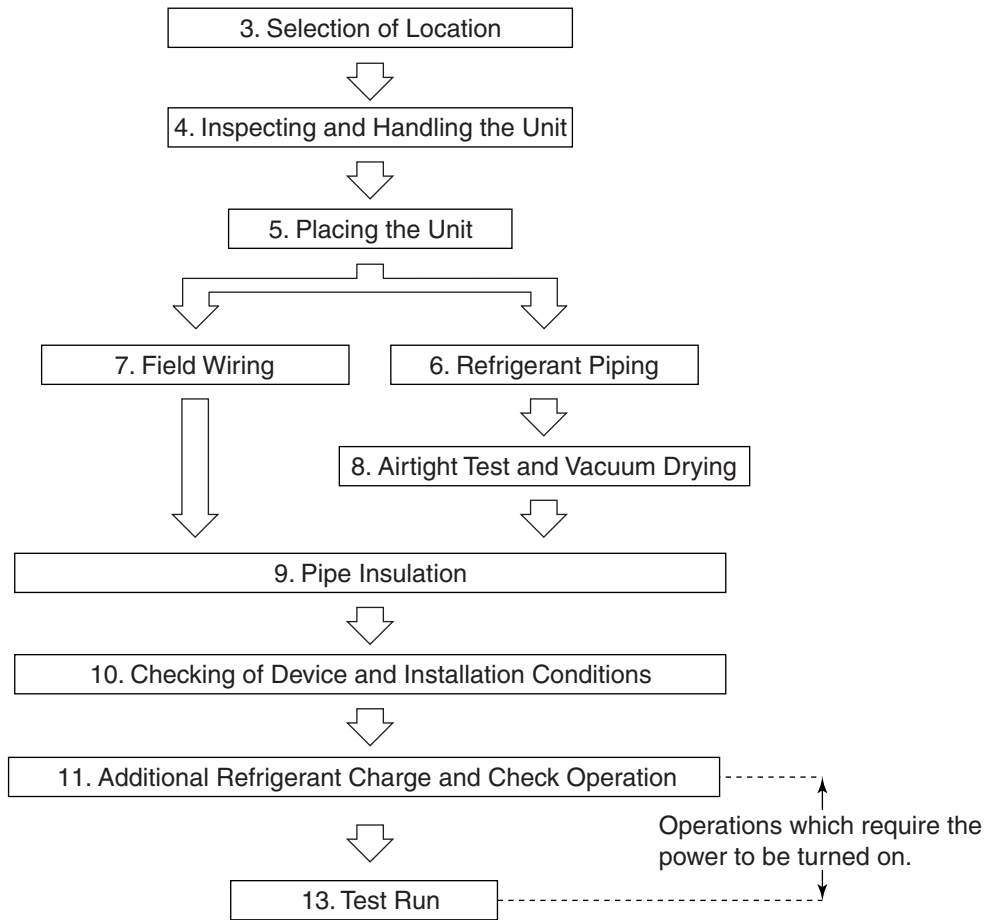 3. Selection of Location
4. Inspecting and Handling the Unit
5. Placing the Unit
7. Field Wiring
6. Refrigerant Piping
8. Airtight Test and Vacuum Drying
9. Pipe Insulation
10. Checking of Device and Installation Conditions
11. Additional Refrigerant Charge and Check Operation
Operations which require the
power to be turned on.
13. Test Run